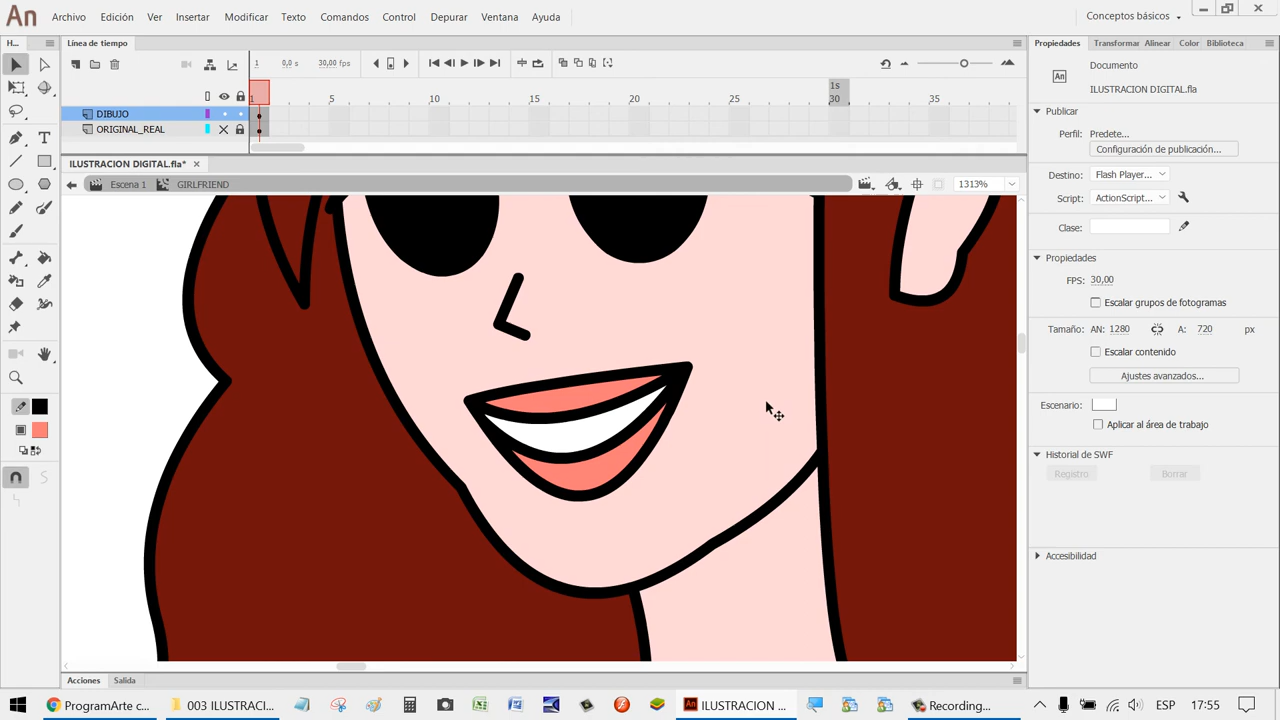 An Archivo Edición Ver Insertar Modificar Texto Comandos Control Depurar Ventana Ayuda Conceptos básicos
H... Línea de tiempo Propiedades Transformar Alinear Color Biblioteca
1 0,0 s 30,00 fps
Documento
An ILUSTRACION DIGITAL.fla
1s
1 5 10 15 20 25 30 35
DIBUJO
ORIGINAL_REAL
Publicar
Perfil: Predete...
Configuración de publicación...
ILUSTRACION DIGITAL.fla*
Escena 1 GIRLFRIEND 1313%
Destino: Flash Player...
Script: ActionScript...
Clase:
Propiedades
FPS: 30,00
Escalar grupos de fotogramas
Tamaño: AN: 1280 A: 720 px
Escalar contenido
Ajustes avanzados...
Escenario:
Aplicar al área de trabajo
Historial de SWF
Registro Borrar
Accesibilidad
Acciones Salida
ProgramArte c... 003 ILUSTRACI... An ILUSTRACION ... Recording... ESP 17:55